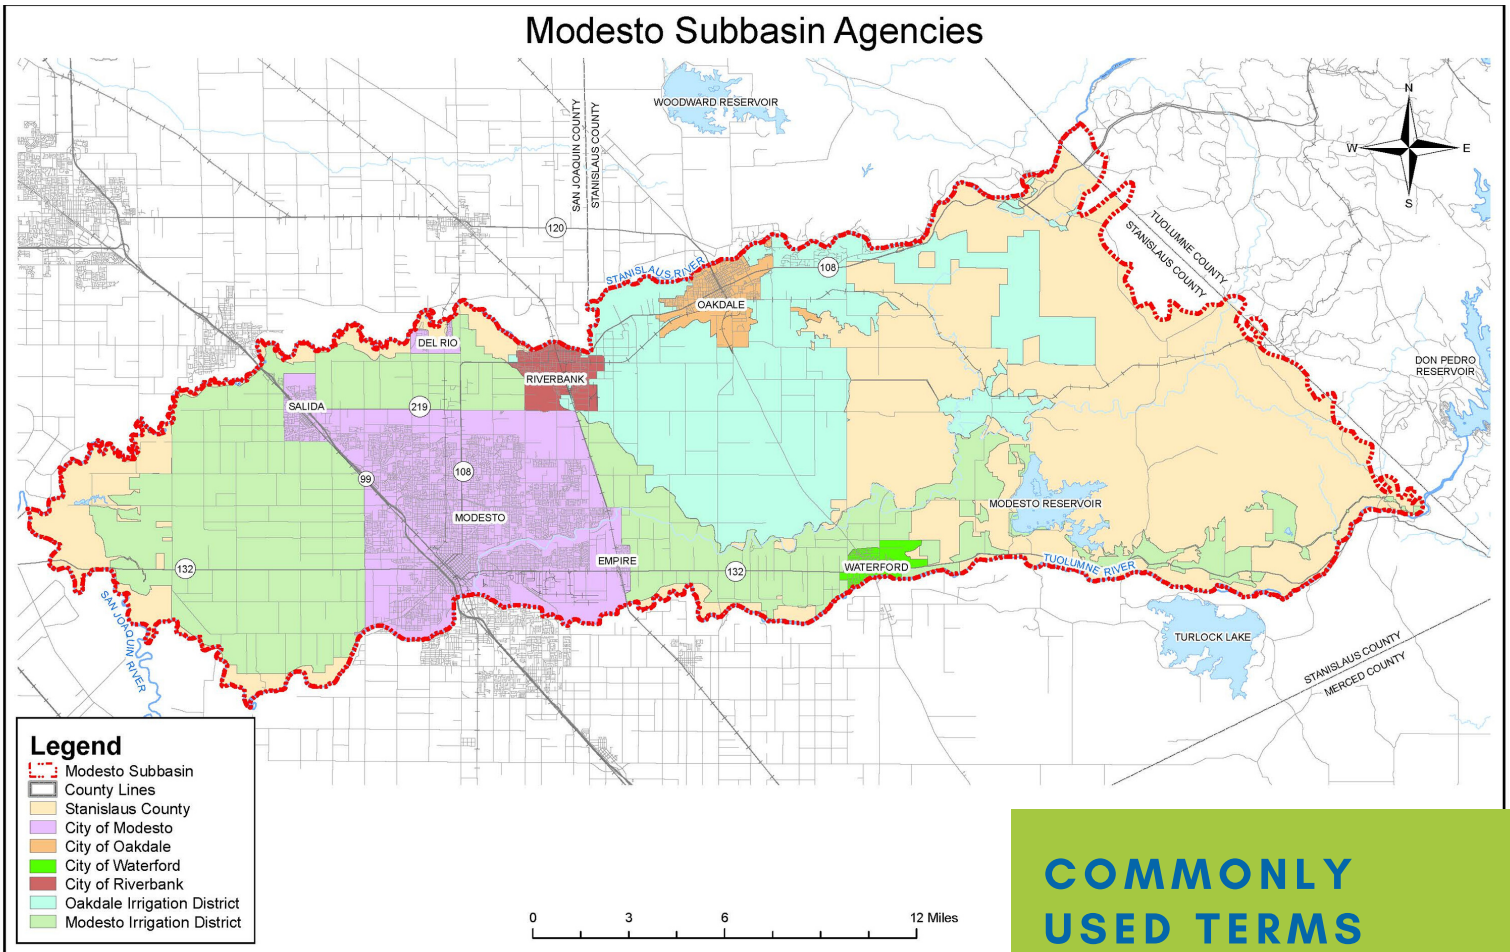 Modesto Subbasin Agencies
WOODWARD RESERVOIR
SAN JOAQUIN COUNTY
STANISLAUS COUNTY
N
W
E
S
120
TUOLUMNE COUNTY
STANISLAUS COUNTY
STANISLAUS RIVER
108
OAKDALE
DEL RIO
DON PEDRO
RESERVOIR
RIVERBANK
SALIDA
219
99
108
MODESTO
MODESTO RESERVOIR
EMPIRE
132
132
WATERFORD
TUOLUMNE RIVER
SAN JOAQUIN RIVER
TURLOCK LAKE
STANISLAUS COUNTY
MERCED COUNTY
Legend
Modesto Subbasin
County Lines
Stanislaus County
City of Modesto
City of Oakdale
City of Waterford
City of Riverbank
Oakdale Irrigation District
Modesto Irrigation District
0 3 6 12 Miles
COMMONLY
USED TERMS